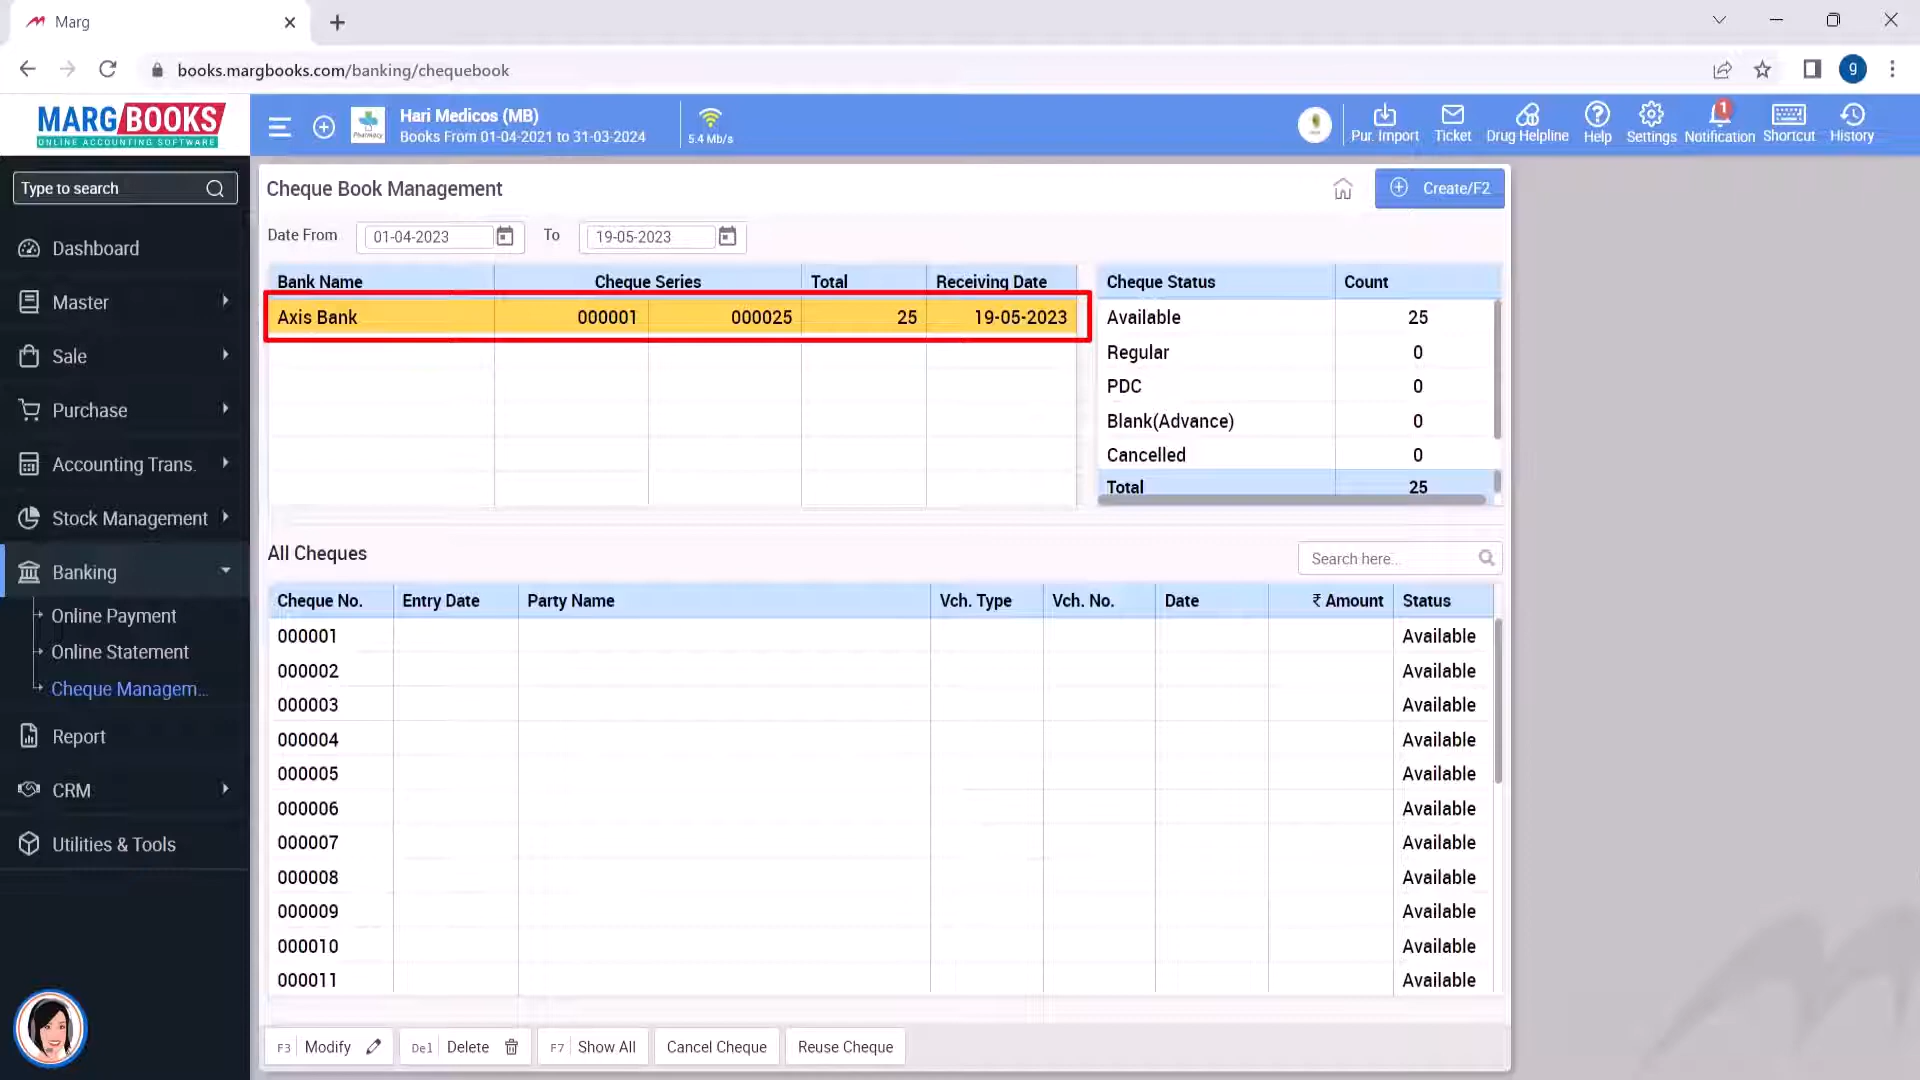 Marg
books.margbooks.com/banking/chequebook
g
MARG BOOKS
ONLINE ACCOUNTING SOFTWARE
Pharmacy
Hari Medicos (MB)
Books From 01-04-2021 to 31-03-2024
5.4 Mb/s
Pur. Import
Ticket
Drug Helpline
Help
Settings
1
Notification
Shortcut
History
Type to search
Dashboard
Master
Sale
Purchase
Accounting Trans.
Stock Management
Banking
Online Payment
Online Statement
Cheque Managem...
Report
CRM
Utilities & Tools
Cheque Book Management
Create/F2
Date From 01-04-2023 To 19-05-2023
Bank Name Cheque Series Total Receiving Date
Axis Bank 000001 000025 25 19-05-2023
Cheque Status Count
Available 25
Regular 0
PDC 0
Blank(Advance) 0
Cancelled 0
Total 25
All Cheques
Search here...
Cheque No. Entry Date Party Name Vch. Type Vch. No. Date ₹ Amount Status
000001 Available
000002 Available
000003 Available
000004 Available
000005 Available
000006 Available
000007 Available
000008 Available
000009 Available
000010 Available
000011 Available
F3 Modify
Del Delete
F7 Show All
Cancel Cheque
Reuse Cheque